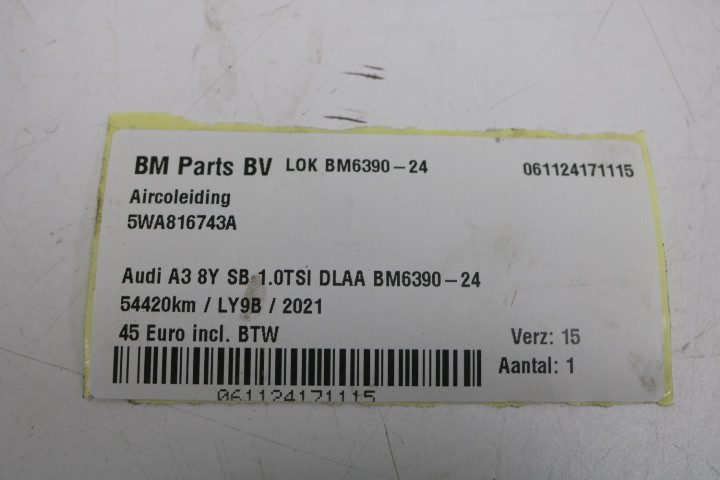 BM Parts BV LOK BM6390-24 061124171115
Aircoleiding
5WA816743A
Audi A3 8Y SB 1.0TSI DLAA BM6390-24
54420km / LY9B / 2021
45 Euro incl. BTW Verz: 15
Aantal: 1
061124171115